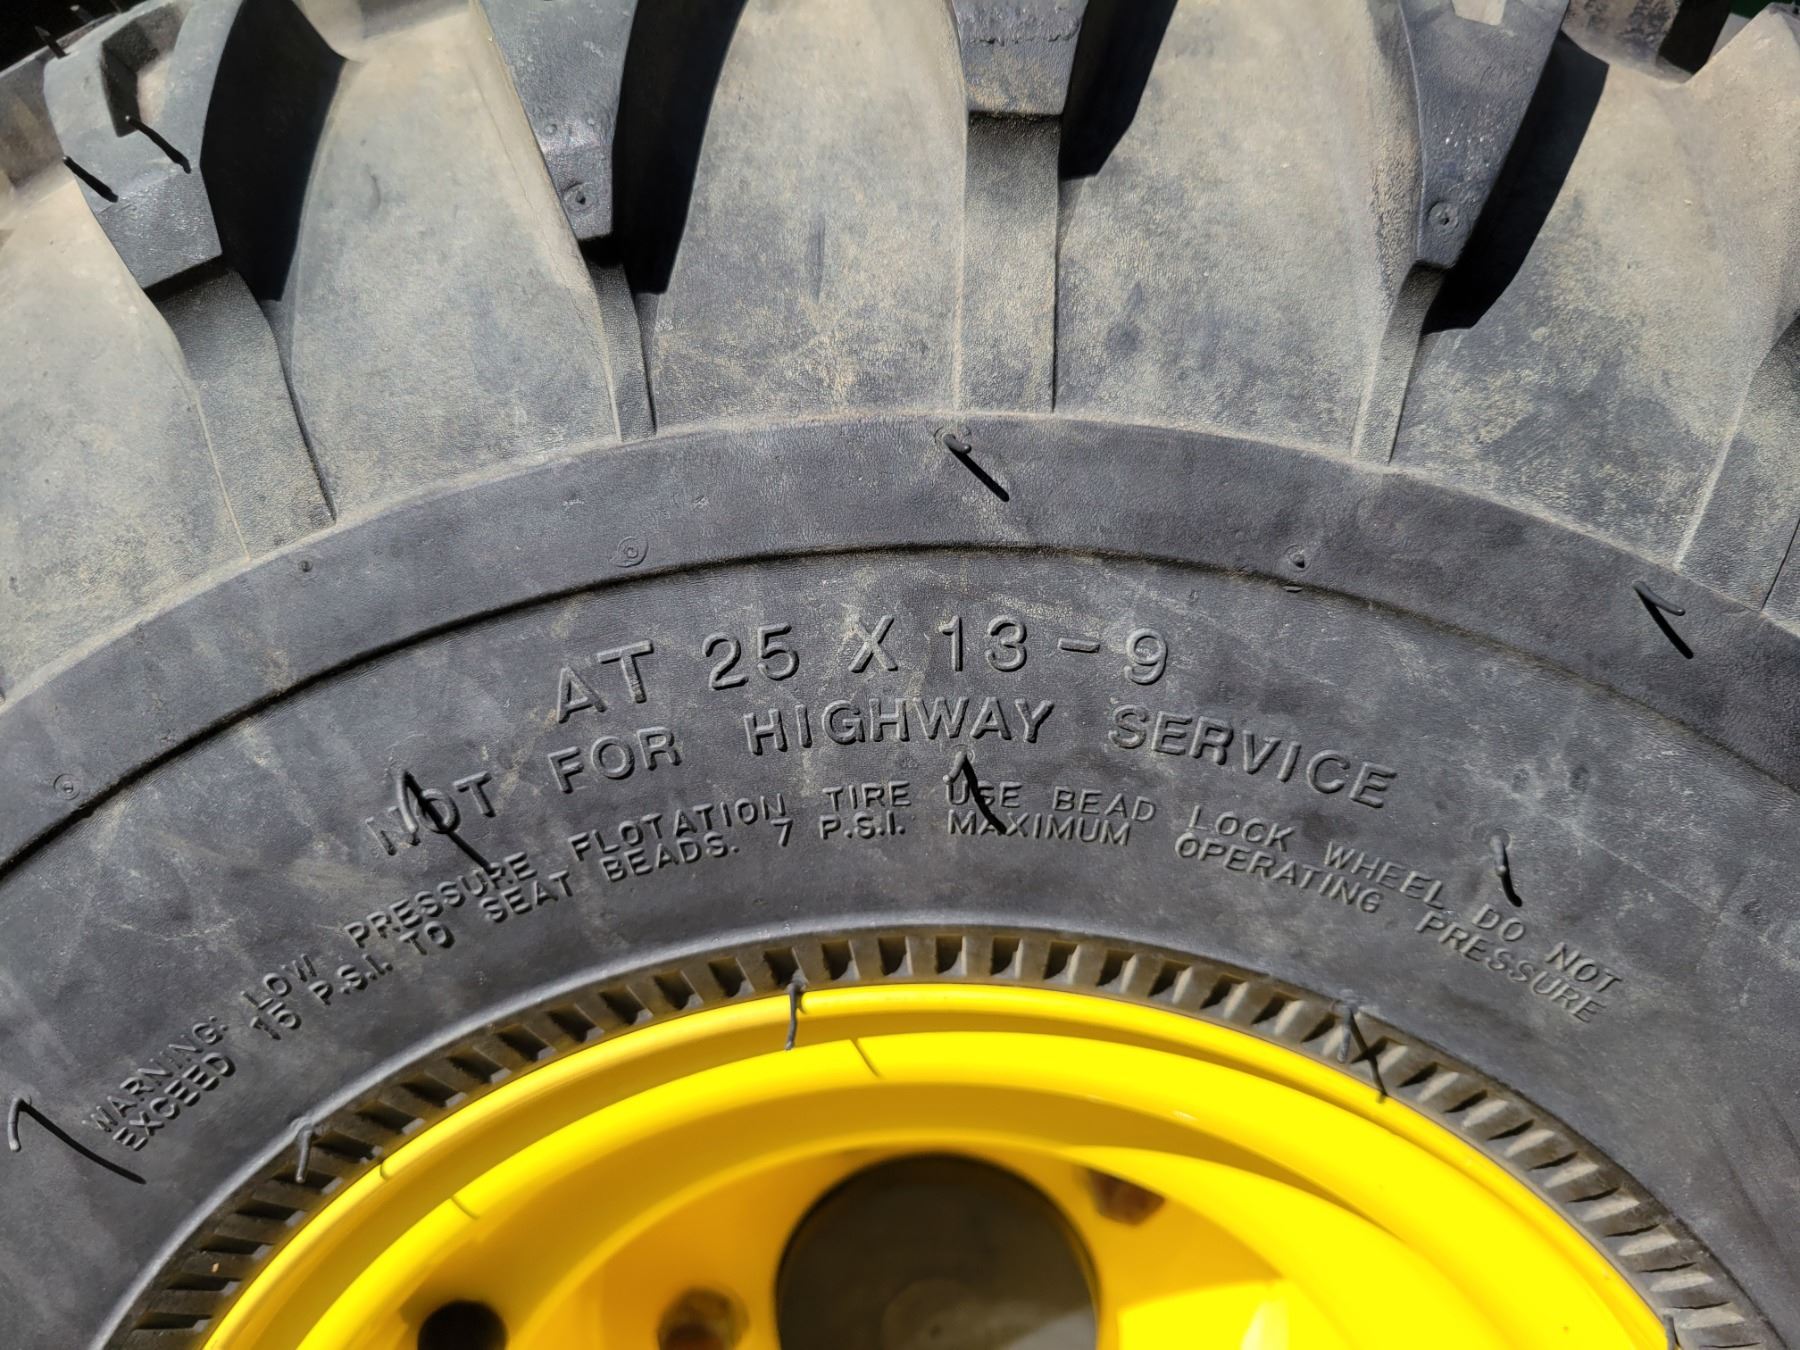 AT 25 X 13-9
NOT FOR HIGHWAY SERVICE
WARNING: LOW PRESSURE FLOTATION TIRE USE BEAD LOCK WHEEL. DO NOT
EXCEED 15 P.S.I. TO SEAT BEADS. 7 P.S.I. MAXIMUM OPERATING PRESSURE